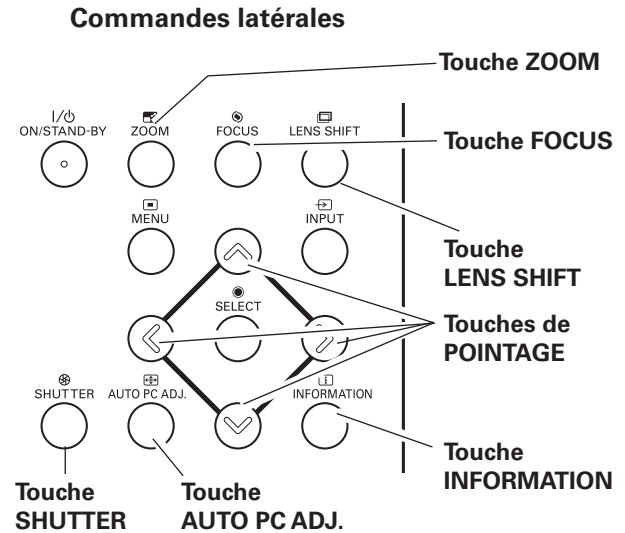 Commandes latérales
Touche ZOOM
I/⏻
ON/STAND-BY
ZOOM
FOCUS
LENS SHIFT
Touche FOCUS
MENU
INPUT
Touche
LENS SHIFT
SELECT
Touches de
POINTAGE
SHUTTER
AUTO PC ADJ.
INFORMATION
Touche
INFORMATION
Touche
SHUTTER
Touche
AUTO PC ADJ.